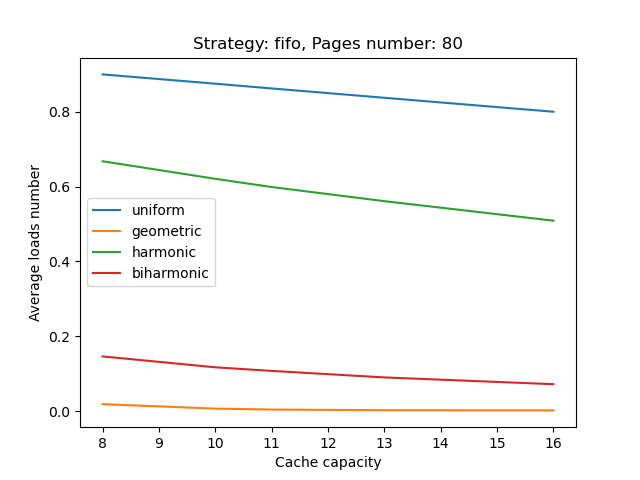 Strategy: fifo, Pages number: 80
Average loads number
0.8
0.6
0.4
0.2
0.0
uniform
geometric
harmonic
biharmonic
8 9 10 11 12 13 14 15 16
Cache capacity